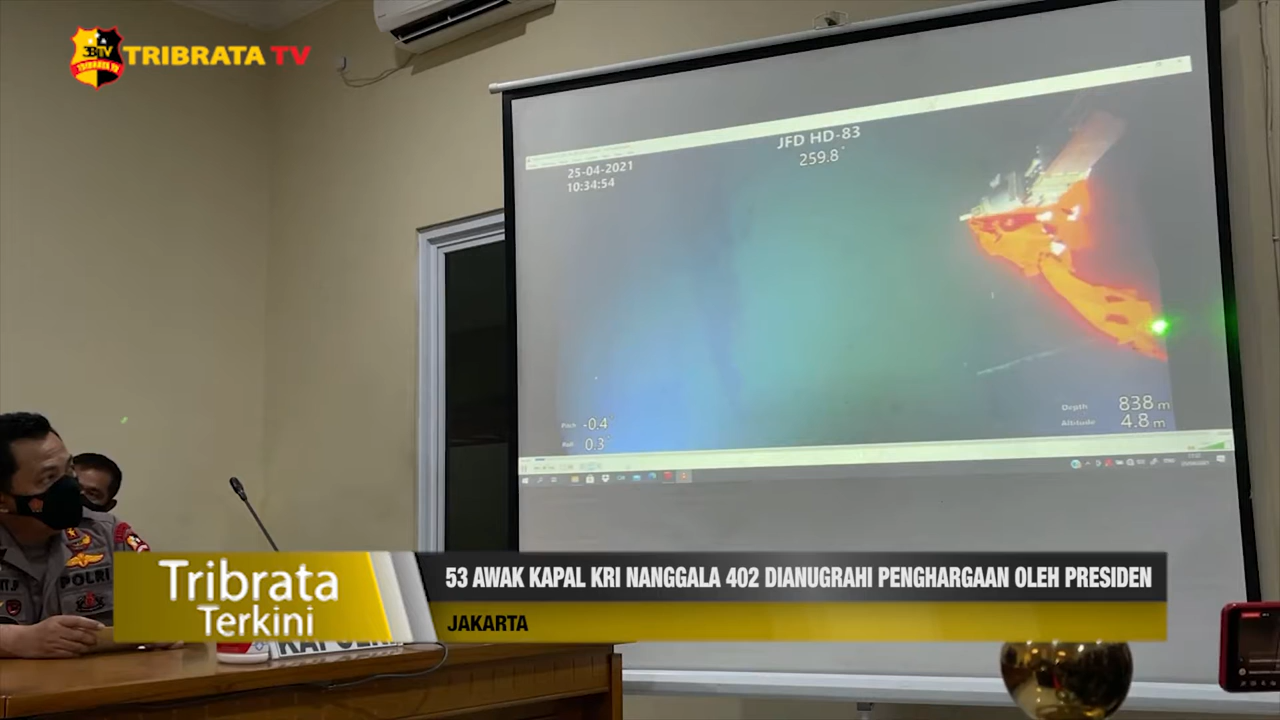 TRIBRATA TV
JFD HD-83
259.8°
25-04-2021
10:34:54
Pitch -0.4°
Roll 0.3°
Depth 838 m
Altitude 4.8 m
POLRI
Tribrata
Terkini
53 AWAK KAPAL KRI NANGGALA 402 DIANUGRAHI PENGHARGAAN OLEH PRESIDEN
JAKARTA